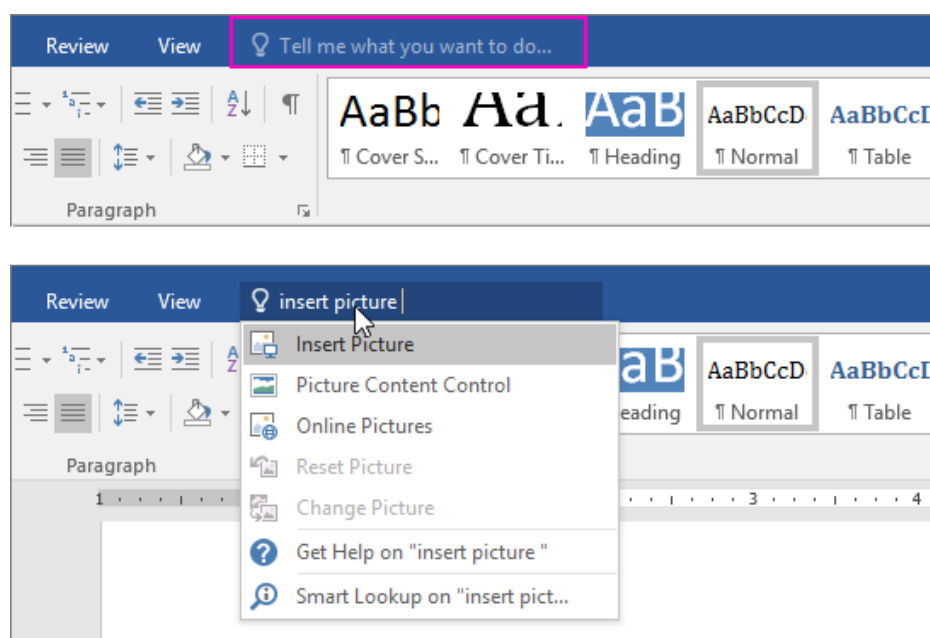 Review View Tell me what you want to do...
AaBb Aa. AaB AaBbCcD AaBbCcD
¶ Cover S... ¶ Cover Ti... ¶ Heading ¶ Normal ¶ Table
Paragraph
Review View insert picture
Insert Picture
aB AaBbCcD AaBbCcD
Picture Content Control
eading ¶ Normal ¶ Table
Online Pictures
Paragraph
Reset Picture
1 3 4
Change Picture
Get Help on "insert picture "
Smart Lookup on "insert pict...